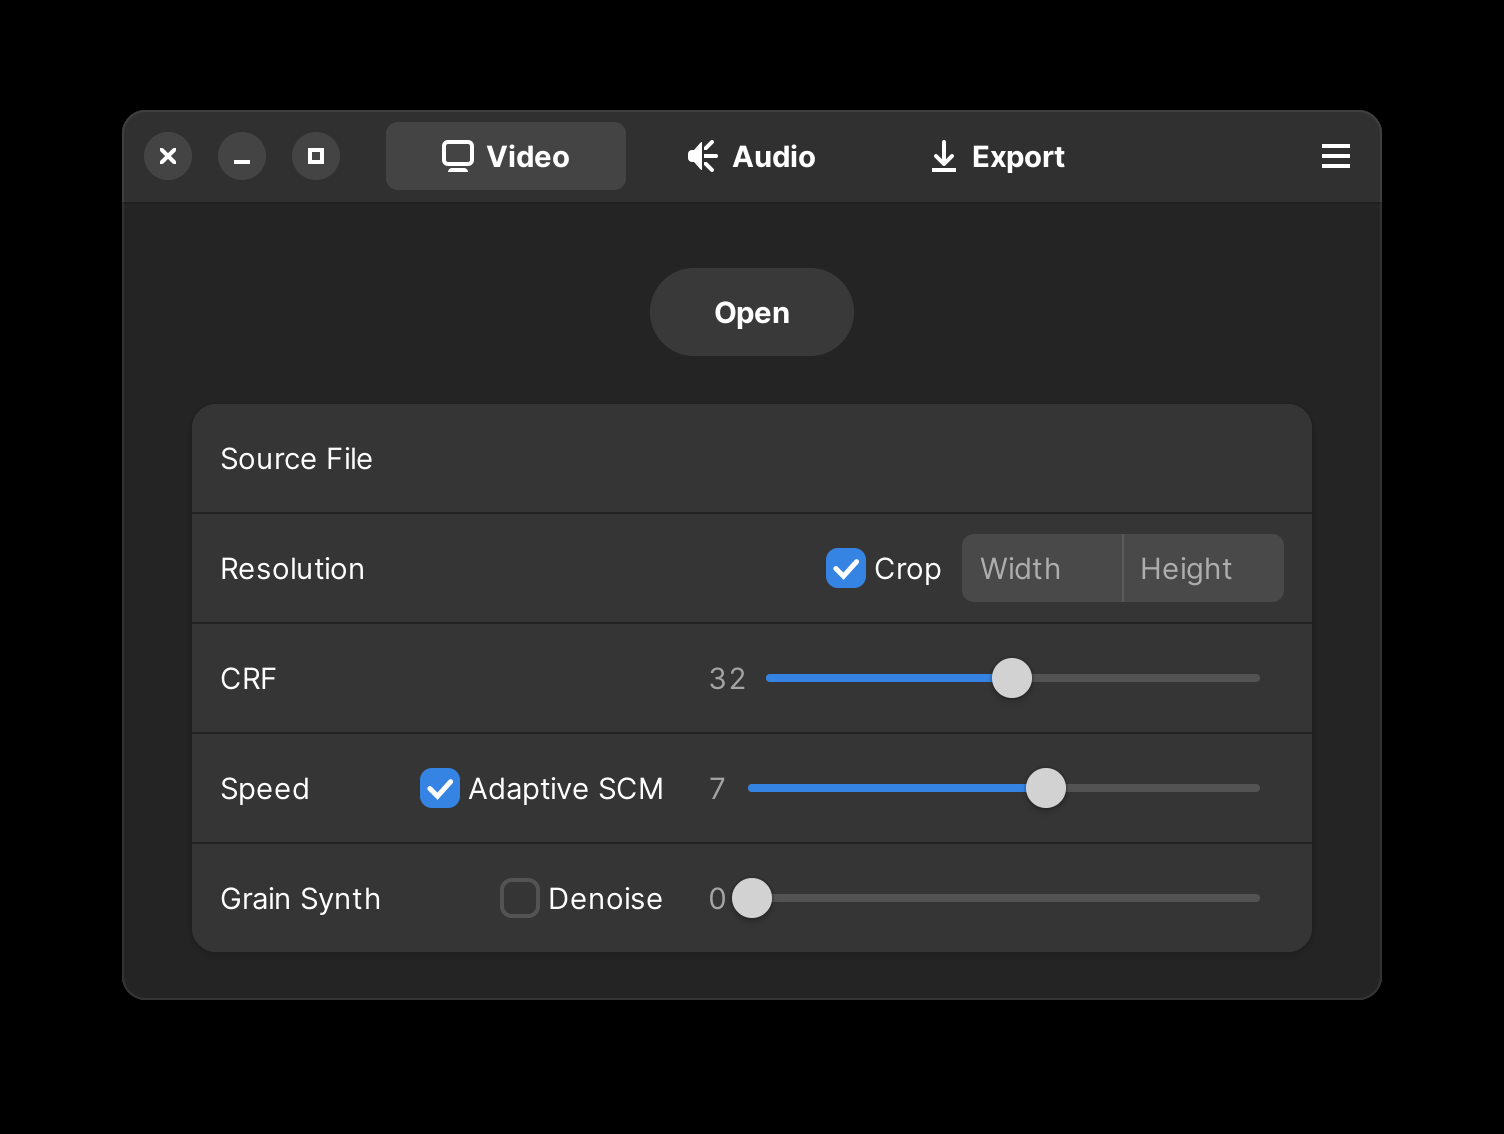 Video Audio Export
Open
Source File
Resolution Crop Width Height
CRF 32
Speed Adaptive SCM 7
Grain Synth Denoise 0